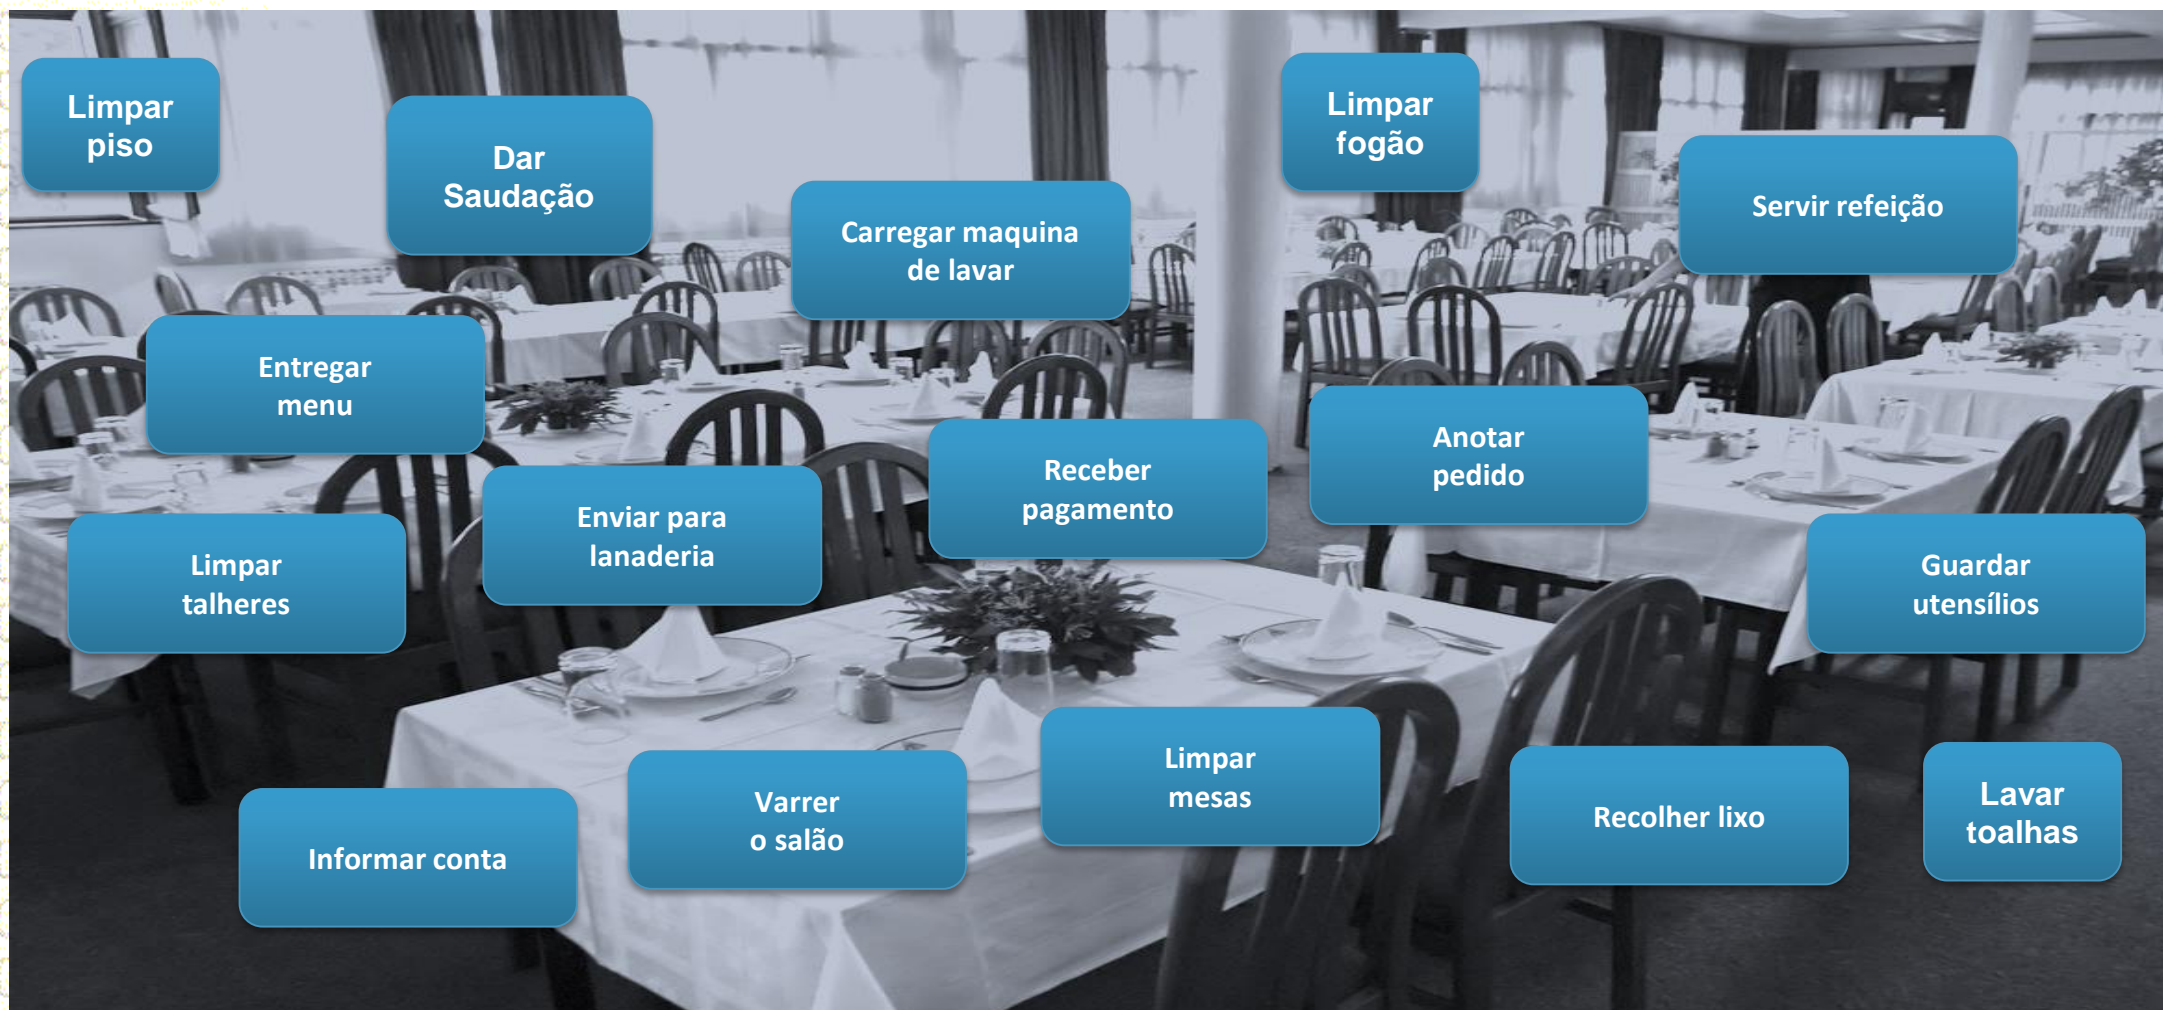 Limpar
piso
Dar
Saudação
Limpar
fogão
Servir refeição
Carregar maquina
de lavar
Entregar
menu
Receber
pagamento
Anotar
pedido
Enviar para
lanaderia
Limpar
talheres
Guardar
utensílios
Limpar
mesas
Varrer
o salão
Recolher lixo
Lavar
toalhas
Informar conta